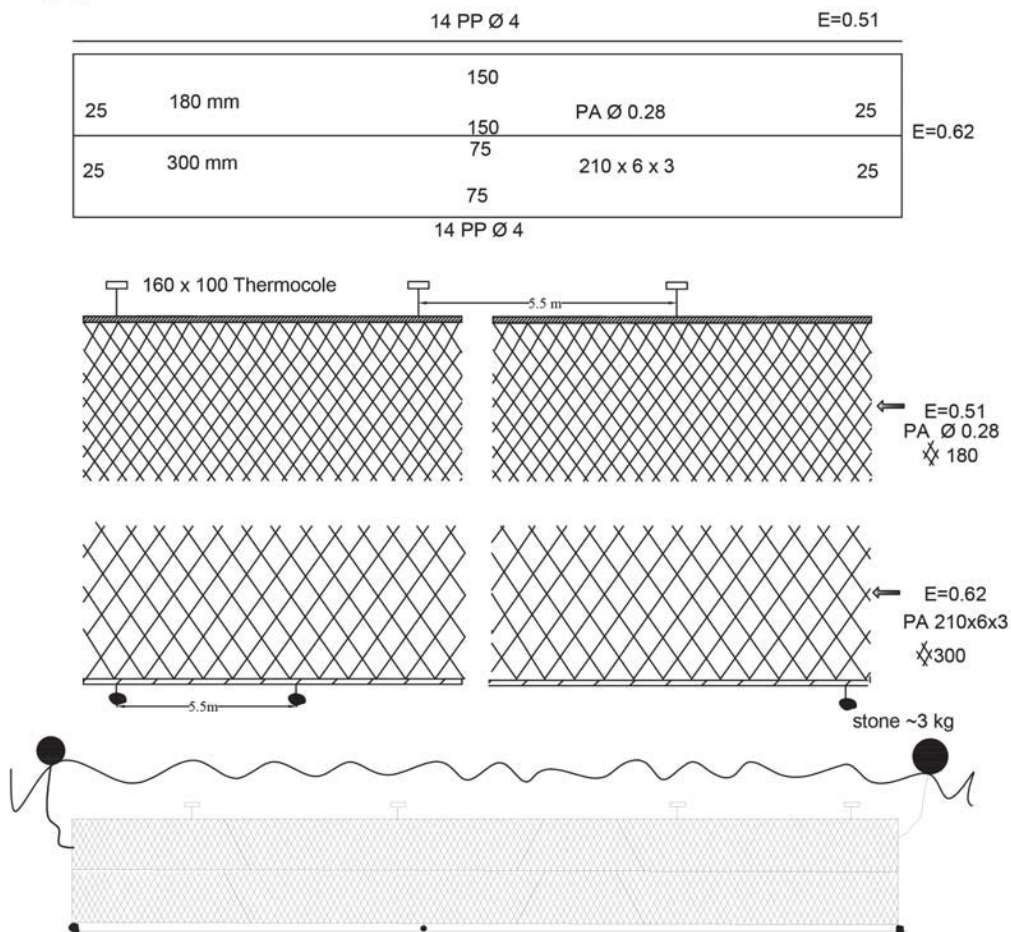 14 PP Ø 4 E=0.51
150
180 mm PA Ø 0.28
25 25
150
E=0.62
75
300 mm 210 x 6 x 3
25 25
75
14 PP Ø 4
160 x 100 Thermocole
5.5 m
E=0.51
PA Ø 0.28
180
E=0.62
PA 210x6x3
300
5.5m
stone ~3 kg